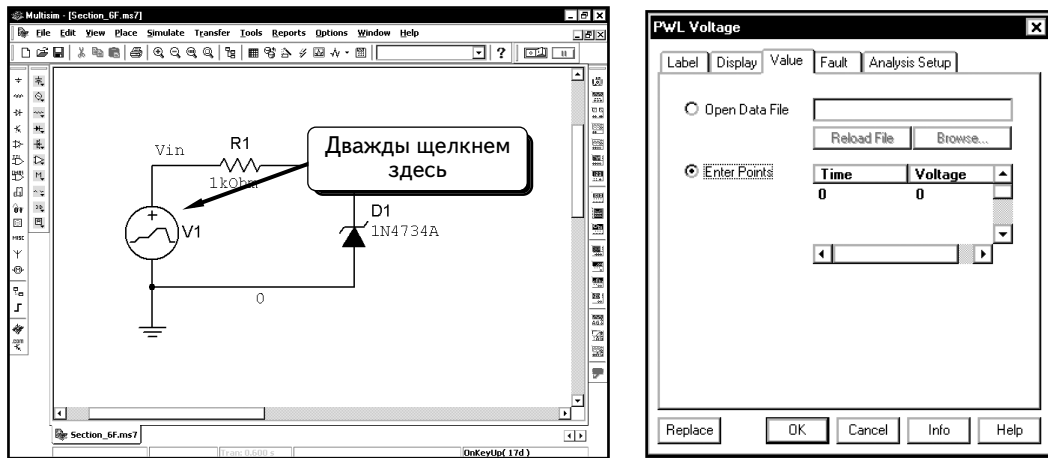 Multisim - [Section_6F.ms7]
File Edit View Place Simulate Transfer Tools Reports Options Window Help
Vin
R1
1kOhm
Дважды щелкнем
здесь
V1
D1
1N4734A
0
MISC
.com
Section_6F.ms7
Tran: 0.600 s
OnKeyUp( 17d )
PWL Voltage
Label Display Value Fault Analysis Setup
Open Data File
Reload File Browse...
Enter Points
Time Voltage
0 0
Replace OK Cancel Info Help